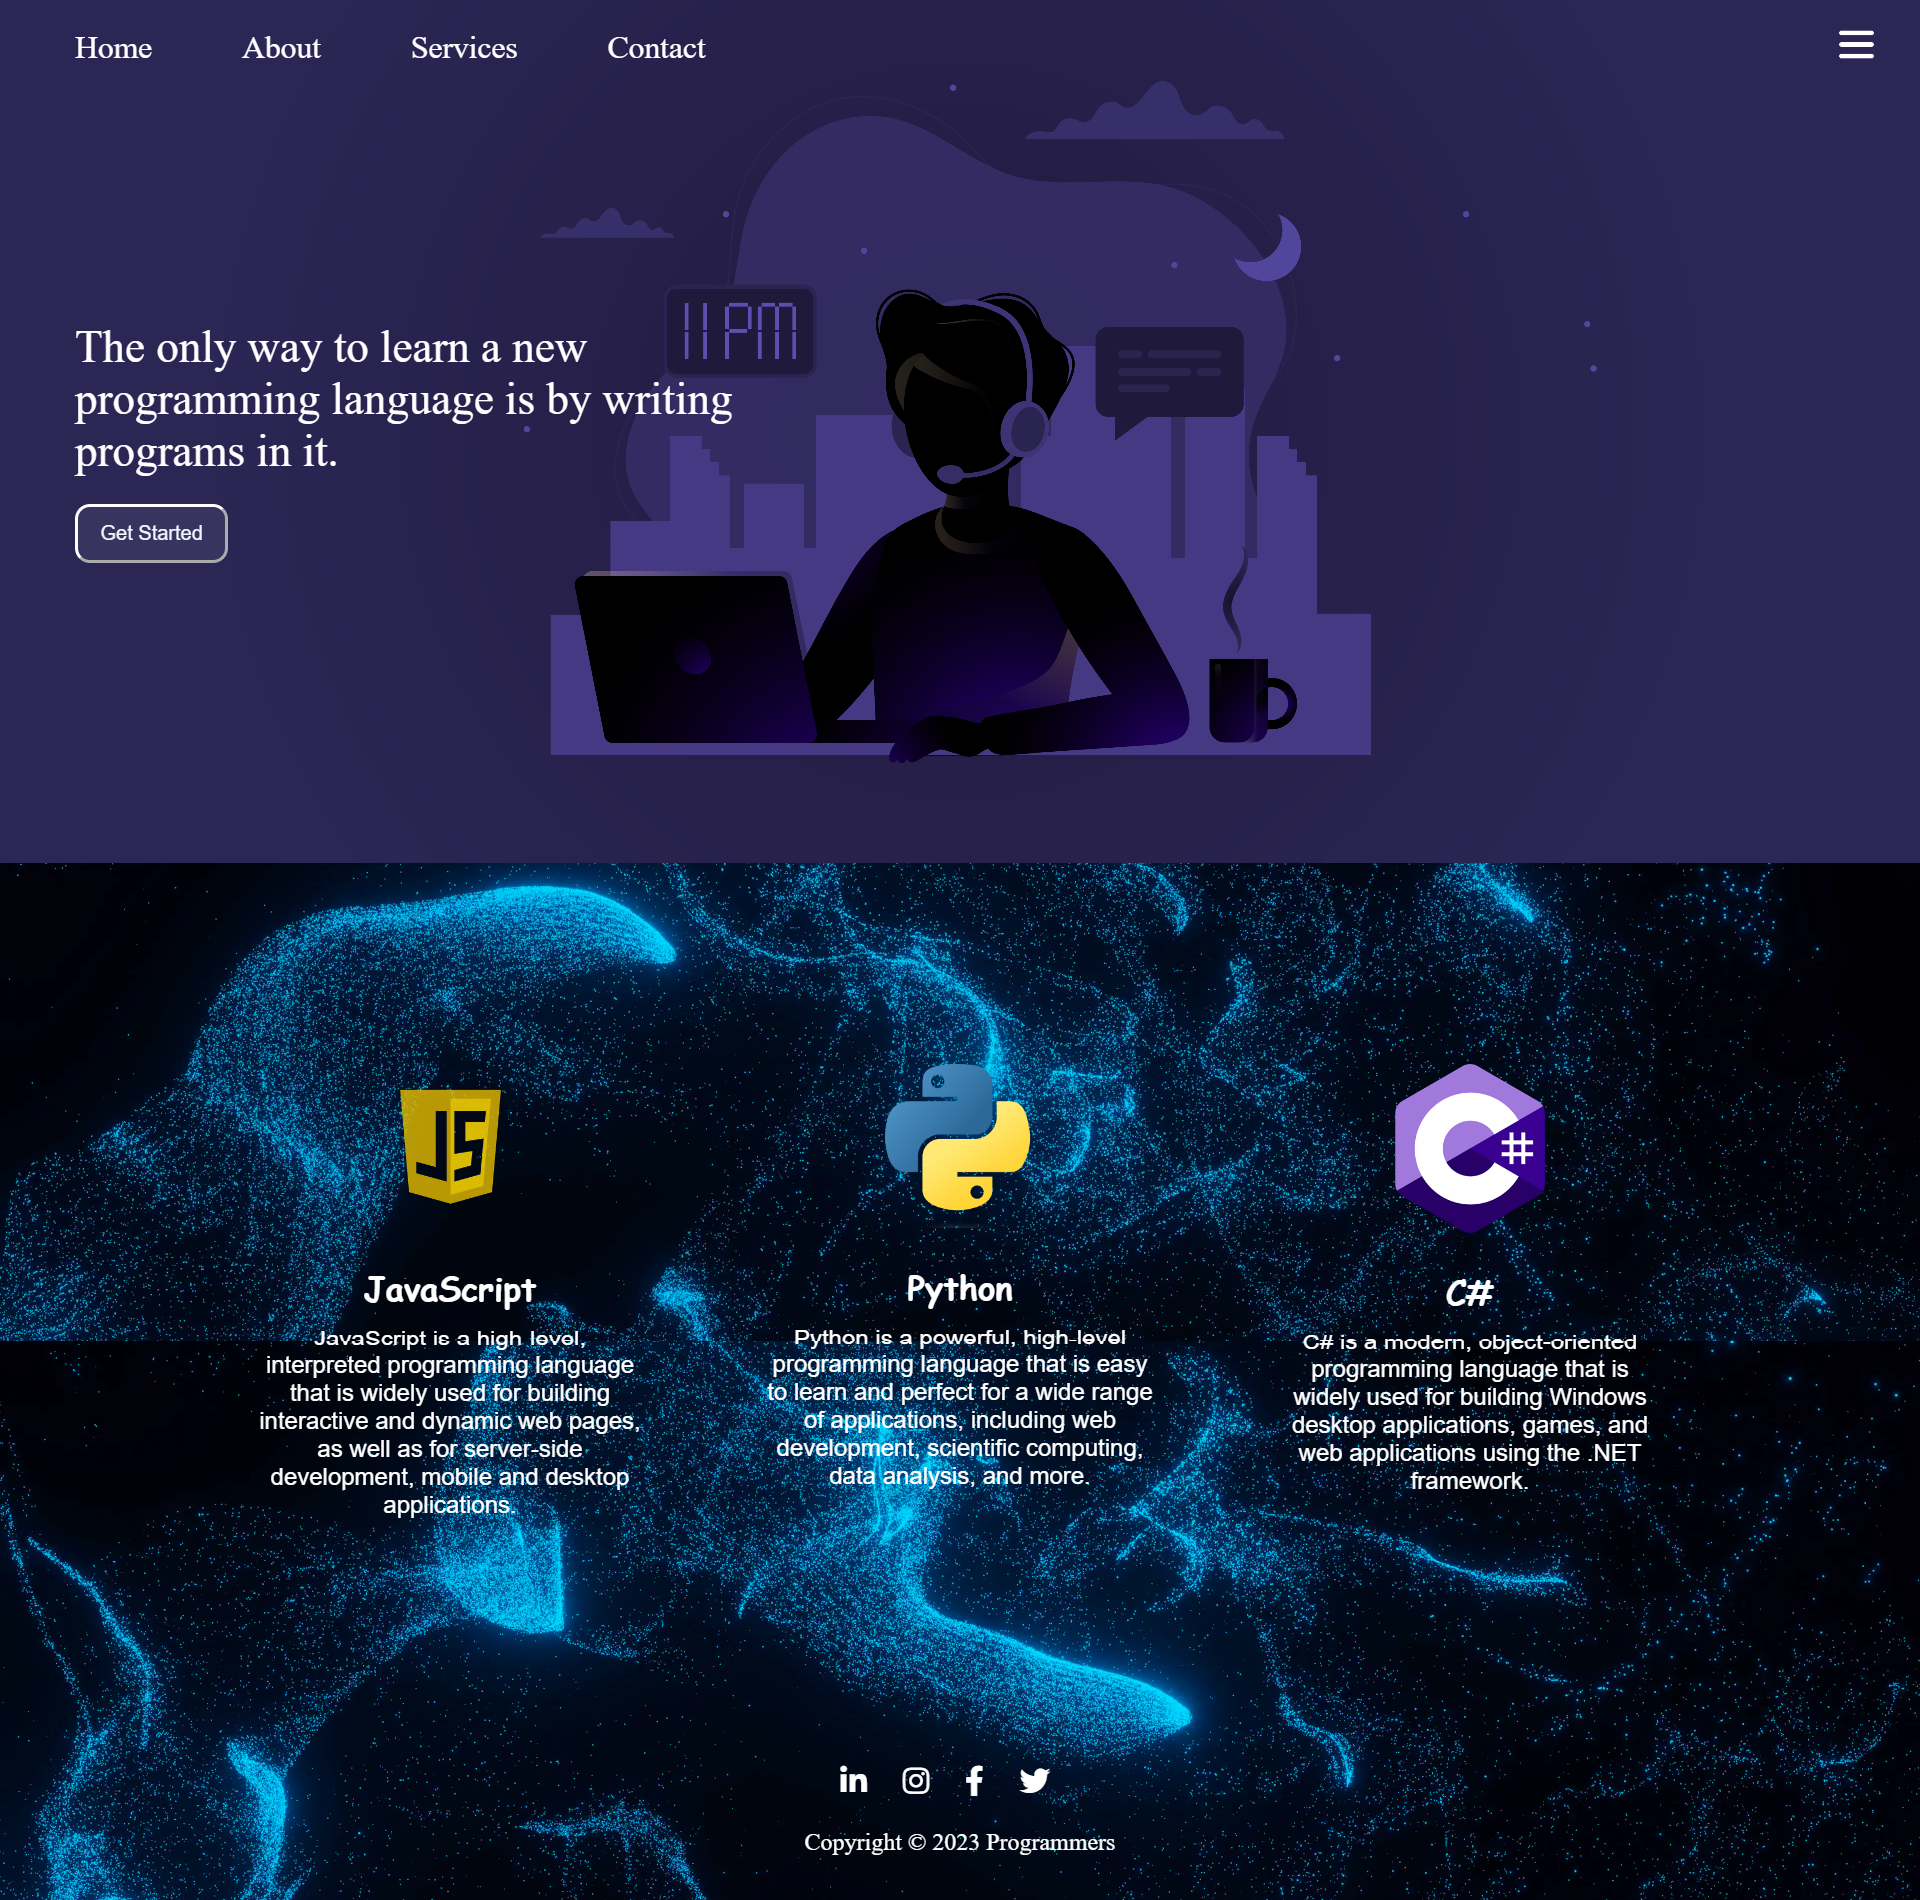 Home About Services Contact
11 PM
The only way to learn a new
programming language is by writing
programs in it.
Get Started
JS
C#
JavaScript
JavaScript is a high level,
interpreted programming language
that is widely used for building
interactive and dynamic web pages,
as well as for server-side
development, mobile and desktop
applications.
Python
Python is a powerful, high-level
programming language that is easy
to learn and perfect for a wide range
of applications, including web
development, scientific computing,
data analysis, and more.
C#
C# is a modern, object-oriented
programming language that is
widely used for building Windows
desktop applications, games, and
web applications using the .NET
framework.
in
Copyright © 2023 Programmers